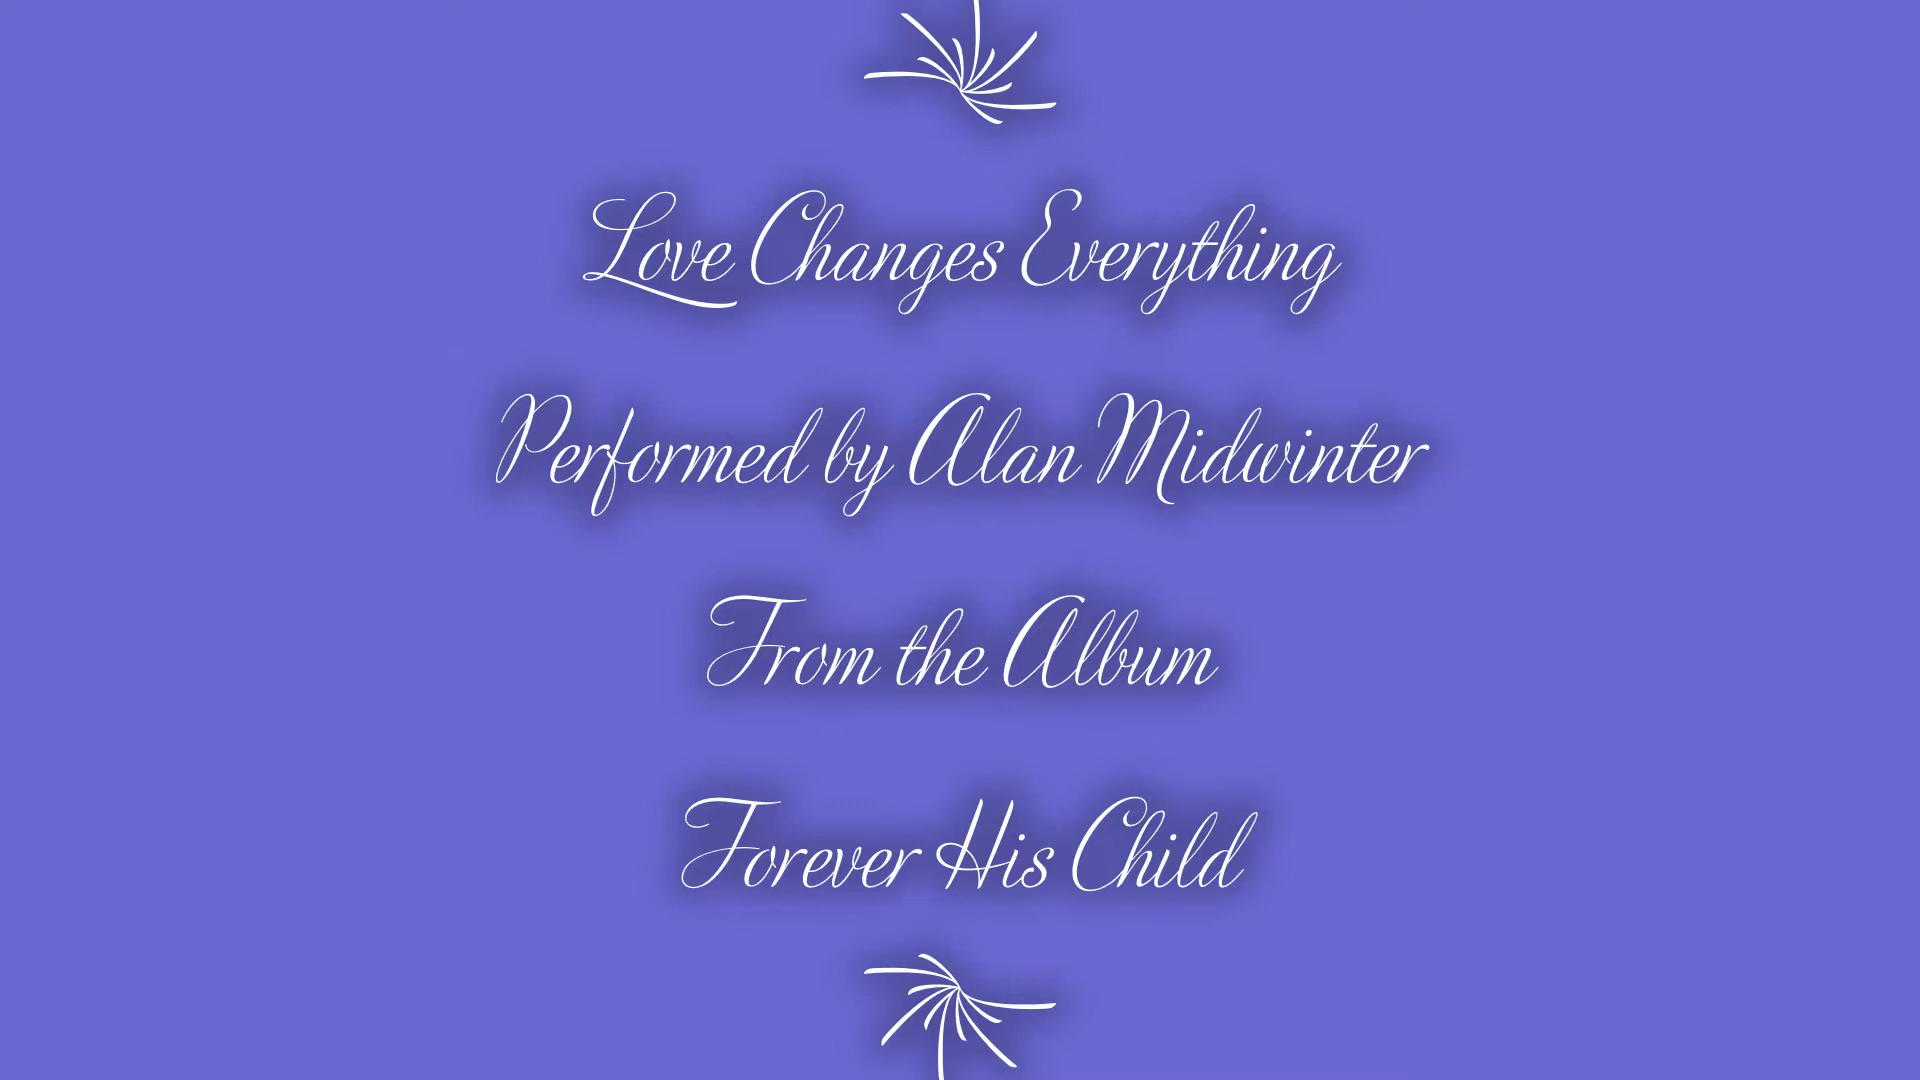 Love Changes Everything
Performed by Alan Midwinter
From the Album
Forever His Child